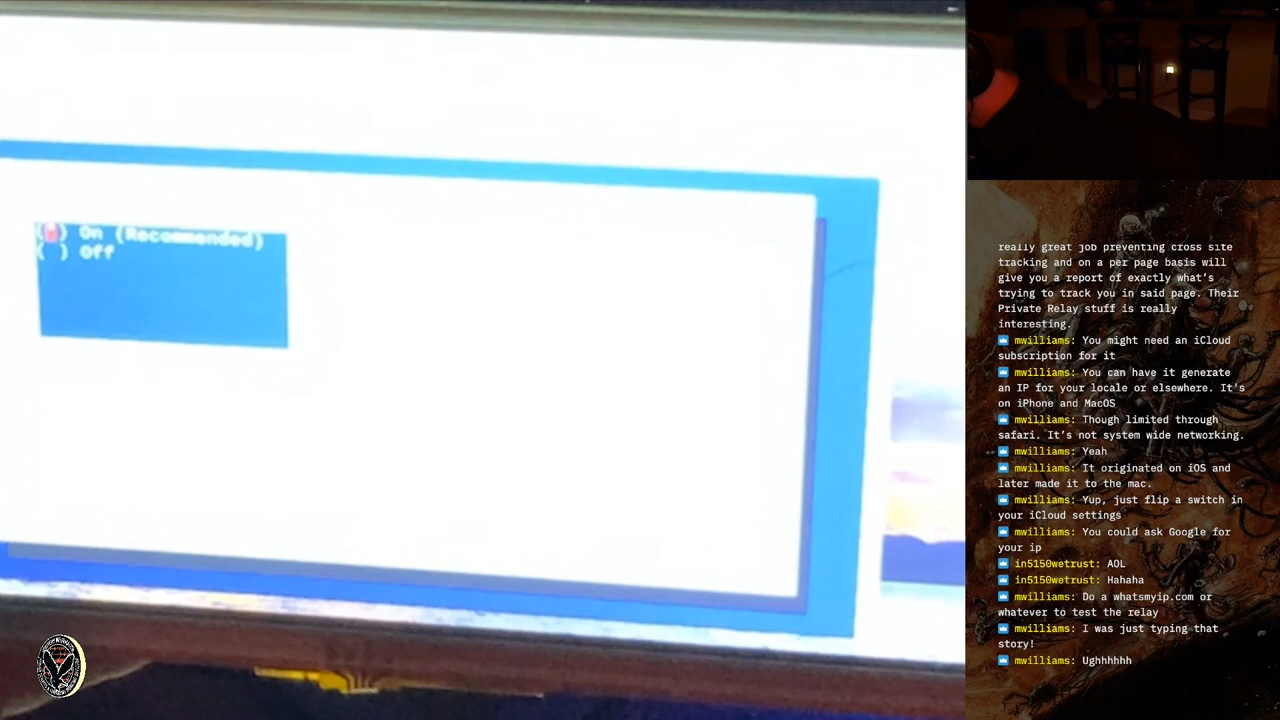 ( ) On (Recommended)
( ) Off
really great job preventing cross site
tracking and on a per page basis will
give you a report of exactly what's
trying to track you in said page. Their
Private Relay stuff is really
interesting.
mwilliams: You might need an iCloud
subscription for it
mwilliams: You can have it generate
an IP for your locale or elsewhere. It's
on iPhone and MacOS
mwilliams: Though limited through
safari. It's not system wide networking.
mwilliams: Yeah
mwilliams: It originated on iOS and
later made it to the mac.
mwilliams: Yup, just flip a switch in
your iCloud settings
mwilliams: You could ask Google for
your ip
in5150wetrust: AOL
in5150wetrust: Hahaha
mwilliams: Do a whatsmyip.com or
whatever to test the relay
mwilliams: I was just typing that
story!
mwilliams: Ughhhhhh